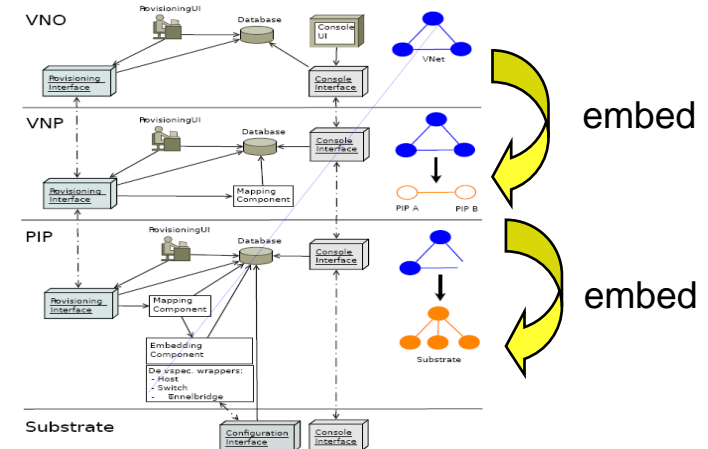 VNO
ProvisioningUI
Database
Console
UI
VNet
Provisioning
Interface
Console
Interface
embed
VNP
ProvisioningUI
Database
Console
Interface
Provisioning
Interface
Mapping
Component
PIP A
PIP B
PIP
ProvisioningUI
Database
Console
Interface
Provisioning
Interface
Mapping
Component
embed
Embedding
Component
Substrate
Dev.spec. wrappers:
- Host
- Switch
- Tunnelbridge
Substrate
Configuration
Interface
Console
Interface